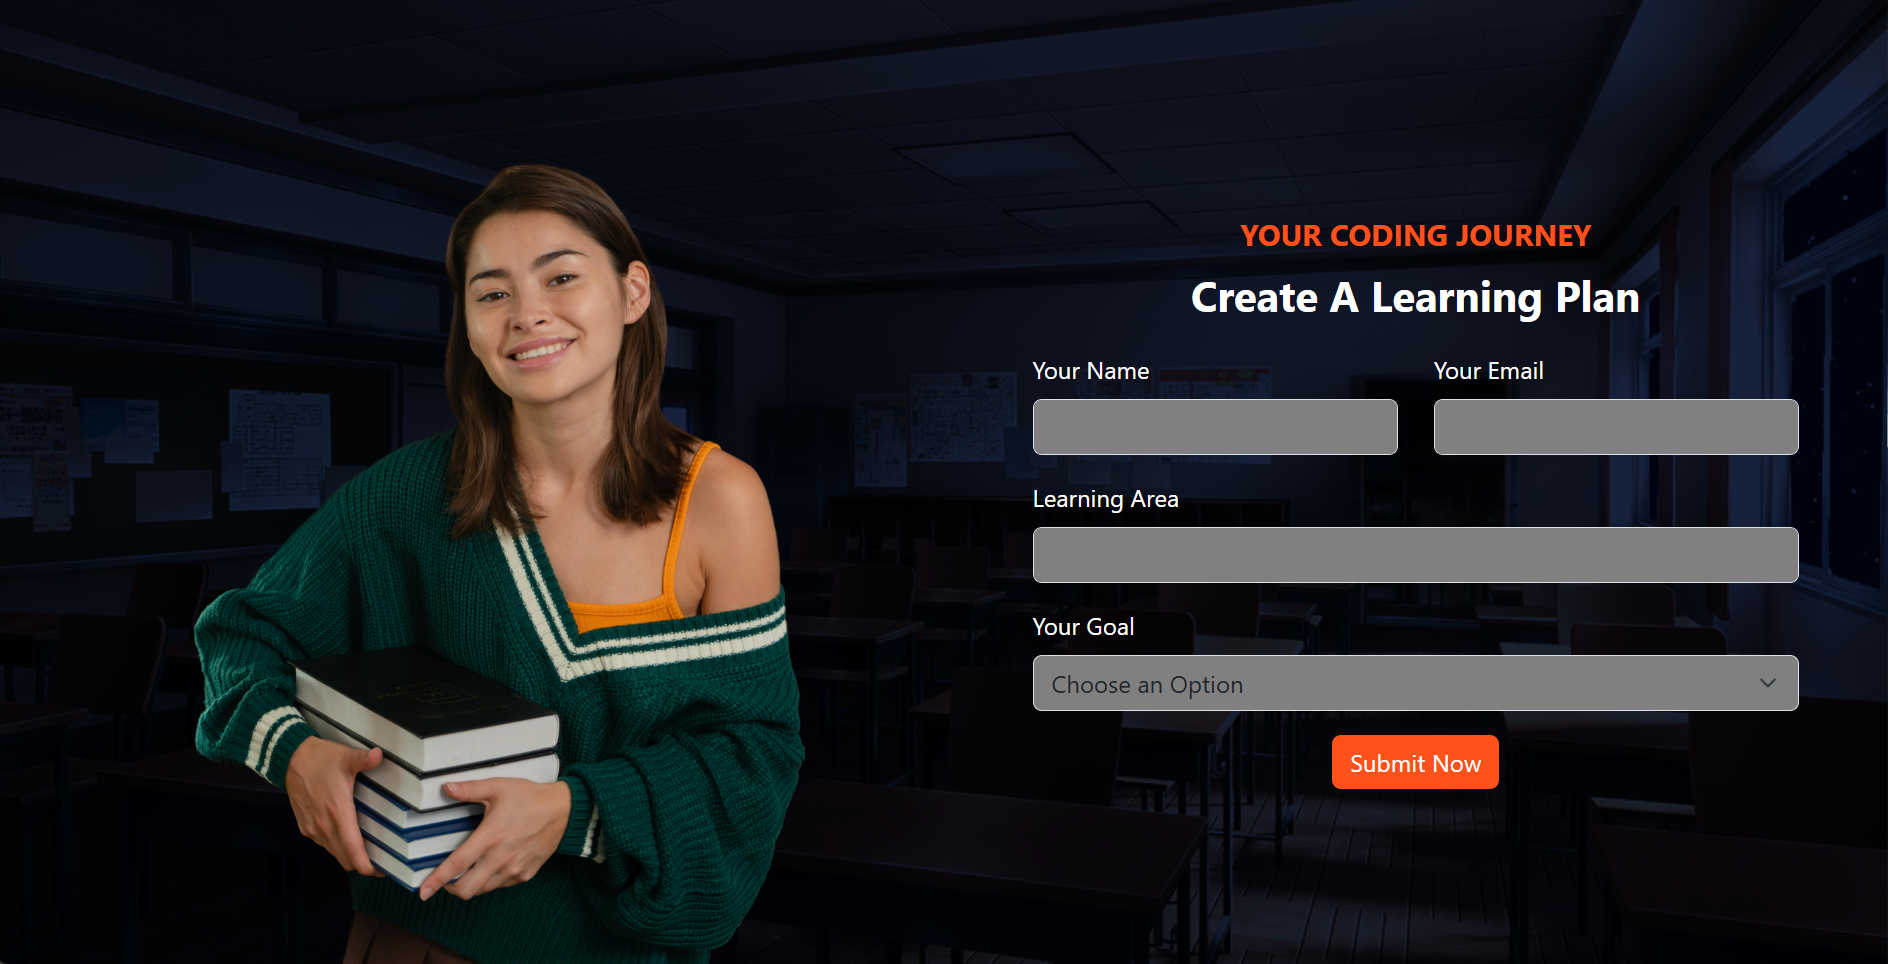 YOUR CODING JOURNEY
Create A Learning Plan
Your Name
Your Email
Learning Area
Your Goal
Choose an Option
Submit Now